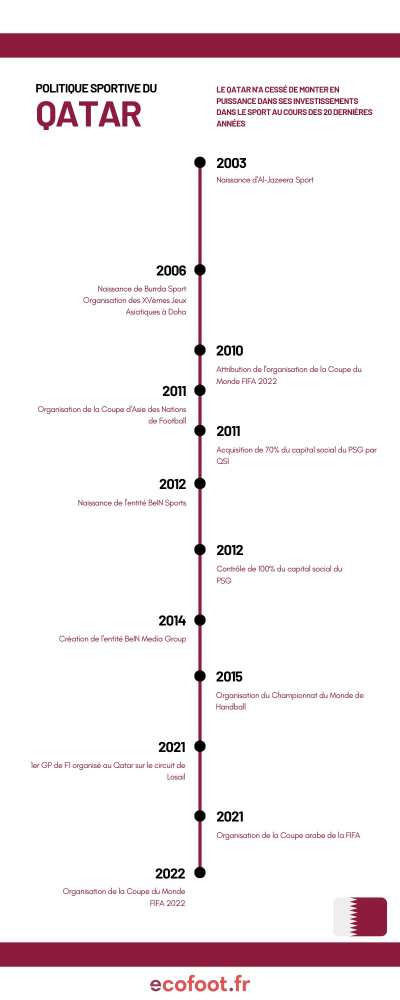 POLITIQUE SPORTIVE DU
QATAR
LE QATAR N'A CESSÉ DE MONTER EN
PUISSANCE DANS SES INVESTISSEMENTS
DANS LE SPORT AU COURS DES 20 DERNIÈRES
ANNÉES
2003
Naissance d'Al-Jazeera Sport
2006
Naissance de Burrda Sport
Organisation des XVèmes Jeux
Asiatiques à Doha
2010
Attribution de l'organisation de la Coupe du
Monde FIFA 2022
2011
Organisation de la Coupe d'Asie des Nations
de Football
2011
Acquisition de 70% du capital social du PSG par
QSI
2012
Naissance de l'entité BeIN Sports
2012
Contrôle de 100% du capital social du
PSG
2014
Création de l'entité BeIN Media Group
2015
Organisation du Championnat du Monde de
Handball
2021
1er GP de F1 organisé au Qatar sur le circuit de
Losail
2021
Organisation de la Coupe arabe de la FIFA
2022
Organisation de la Coupe du Monde
FIFA 2022
ecofoot.fr